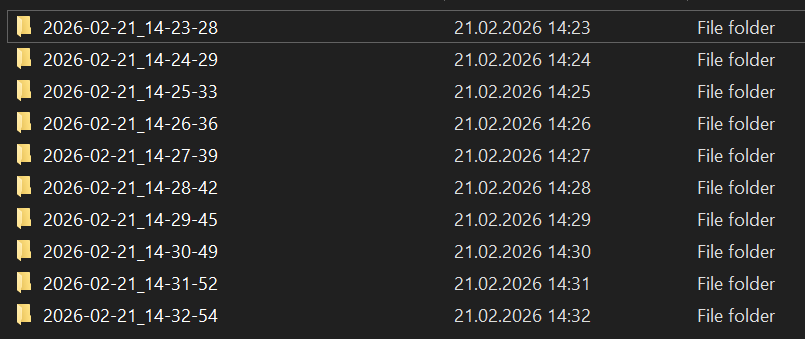 2026-02-21_14-23-28 21.02.2026 14:23 File folder
2026-02-21_14-24-29 21.02.2026 14:24 File folder
2026-02-21_14-25-33 21.02.2026 14:25 File folder
2026-02-21_14-26-36 21.02.2026 14:26 File folder
2026-02-21_14-27-39 21.02.2026 14:27 File folder
2026-02-21_14-28-42 21.02.2026 14:28 File folder
2026-02-21_14-29-45 21.02.2026 14:29 File folder
2026-02-21_14-30-49 21.02.2026 14:30 File folder
2026-02-21_14-31-52 21.02.2026 14:31 File folder
2026-02-21_14-32-54 21.02.2026 14:32 File folder